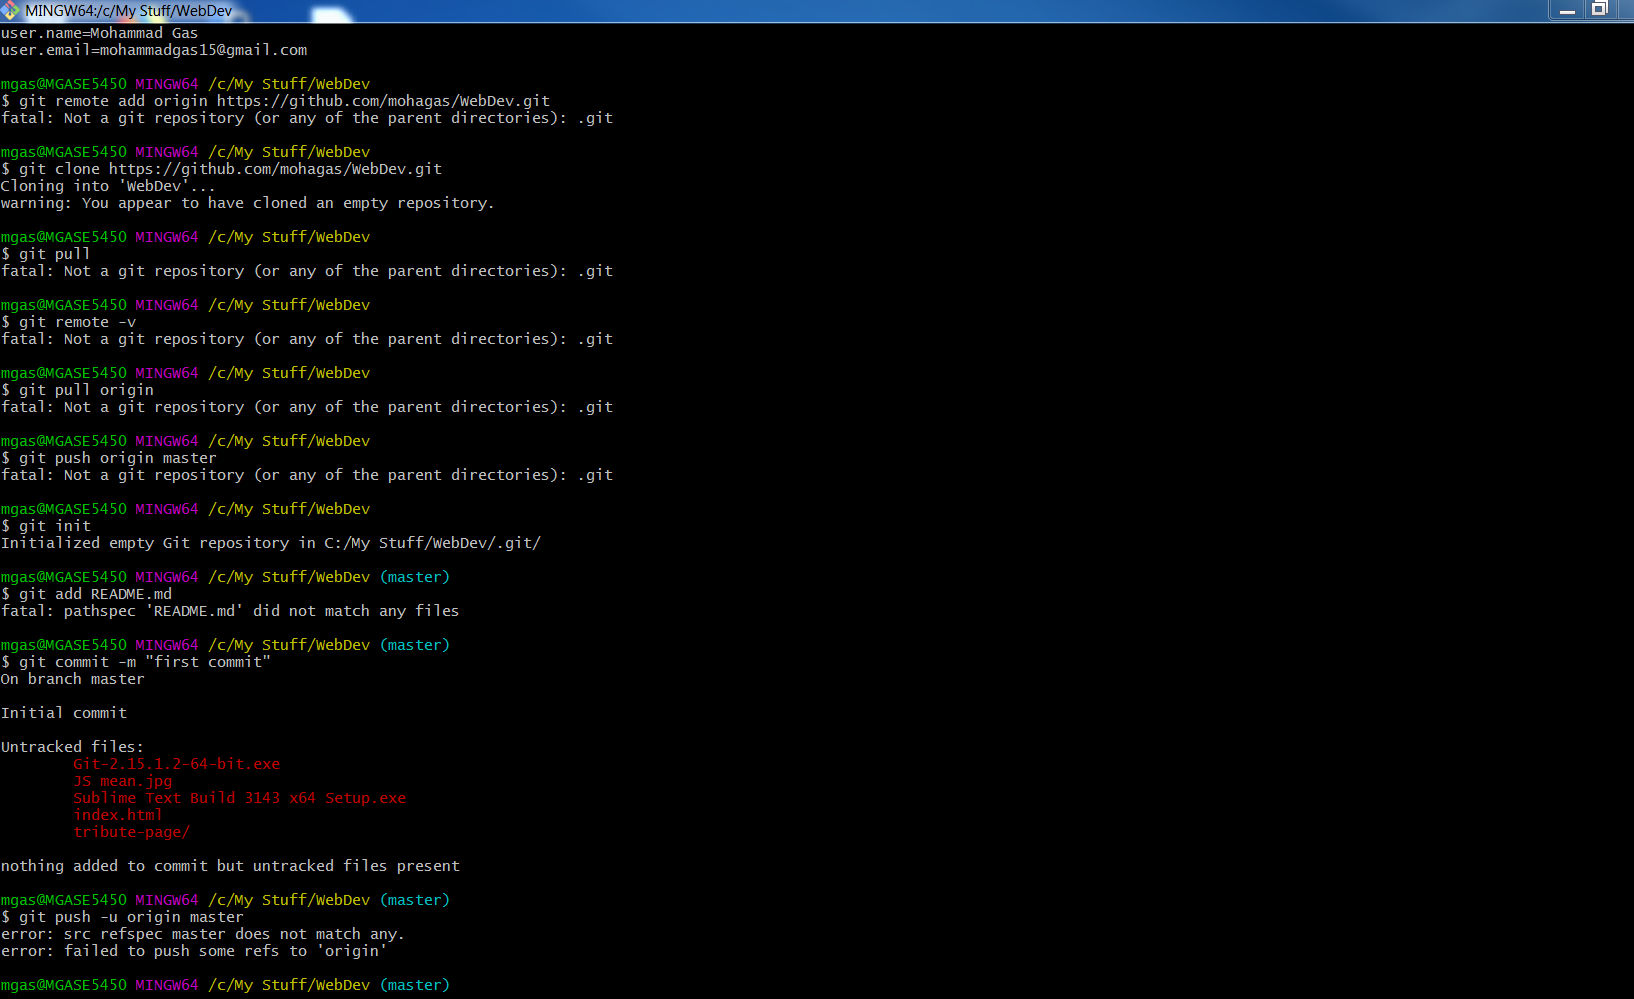 MINGW64:/c/My Stuff/WebDev
user.name=Mohammad Gas
user.email=mohammadgas15@gmail.com
mgas@MGASE5450 MINGW64 /c/My Stuff/WebDev
$ git remote add origin https://github.com/mohagas/WebDev.git
fatal: Not a git repository (or any of the parent directories): .git
mgas@MGASE5450 MINGW64 /c/My Stuff/WebDev
$ git clone https://github.com/mohagas/WebDev.git
Cloning into 'WebDev'...
warning: You appear to have cloned an empty repository.
mgas@MGASE5450 MINGW64 /c/My Stuff/WebDev
$ git pull
fatal: Not a git repository (or any of the parent directories): .git
mgas@MGASE5450 MINGW64 /c/My Stuff/WebDev
$ git remote -v
fatal: Not a git repository (or any of the parent directories): .git
mgas@MGASE5450 MINGW64 /c/My Stuff/WebDev
$ git pull origin
fatal: Not a git repository (or any of the parent directories): .git
mgas@MGASE5450 MINGW64 /c/My Stuff/WebDev
$ git push origin master
fatal: Not a git repository (or any of the parent directories): .git
mgas@MGASE5450 MINGW64 /c/My Stuff/WebDev
$ git init
Initialized empty Git repository in C:/My Stuff/WebDev/.git/
mgas@MGASE5450 MINGW64 /c/My Stuff/WebDev (master)
$ git add README.md
fatal: pathspec 'README.md' did not match any files
mgas@MGASE5450 MINGW64 /c/My Stuff/WebDev (master)
$ git commit -m "first commit"
On branch master
Initial commit
Untracked files:
Git-2.15.1.2-64-bit.exe
JS mean.jpg
Sublime Text Build 3143 x64 Setup.exe
index.html
tribute-page/
nothing added to commit but untracked files present
mgas@MGASE5450 MINGW64 /c/My Stuff/WebDev (master)
$ git push -u origin master
error: src refspec master does not match any.
error: failed to push some refs to 'origin'
mgas@MGASE5450 MINGW64 /c/My Stuff/WebDev (master)